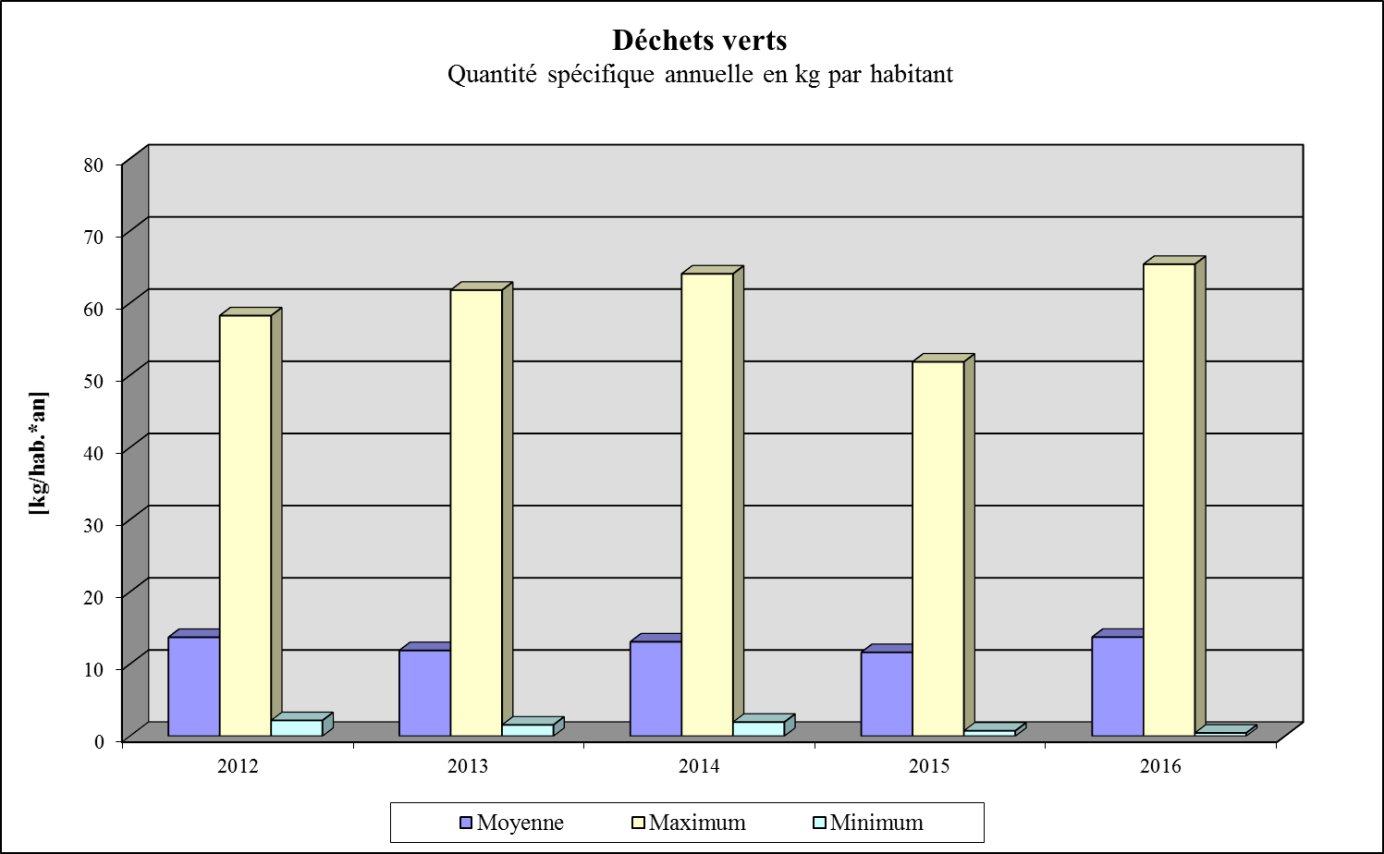 Déchets verts
Quantité spécifique annuelle en kg par habitant
80
70
60
50
40
30
20
10
0
[kg/hab.*an]
2012 2013 2014 2015 2016
Moyenne Maximum Minimum